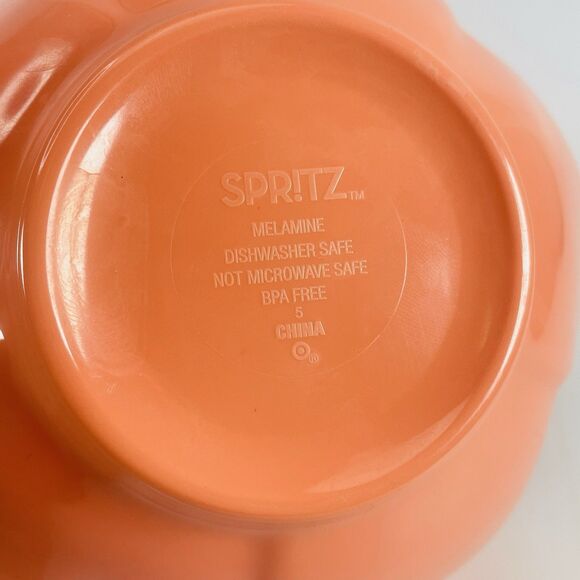 SPR!TZ™
MELAMINE
DISHWASHER SAFE
NOT MICROWAVE SAFE
BPA FREE
5
CHINA
®